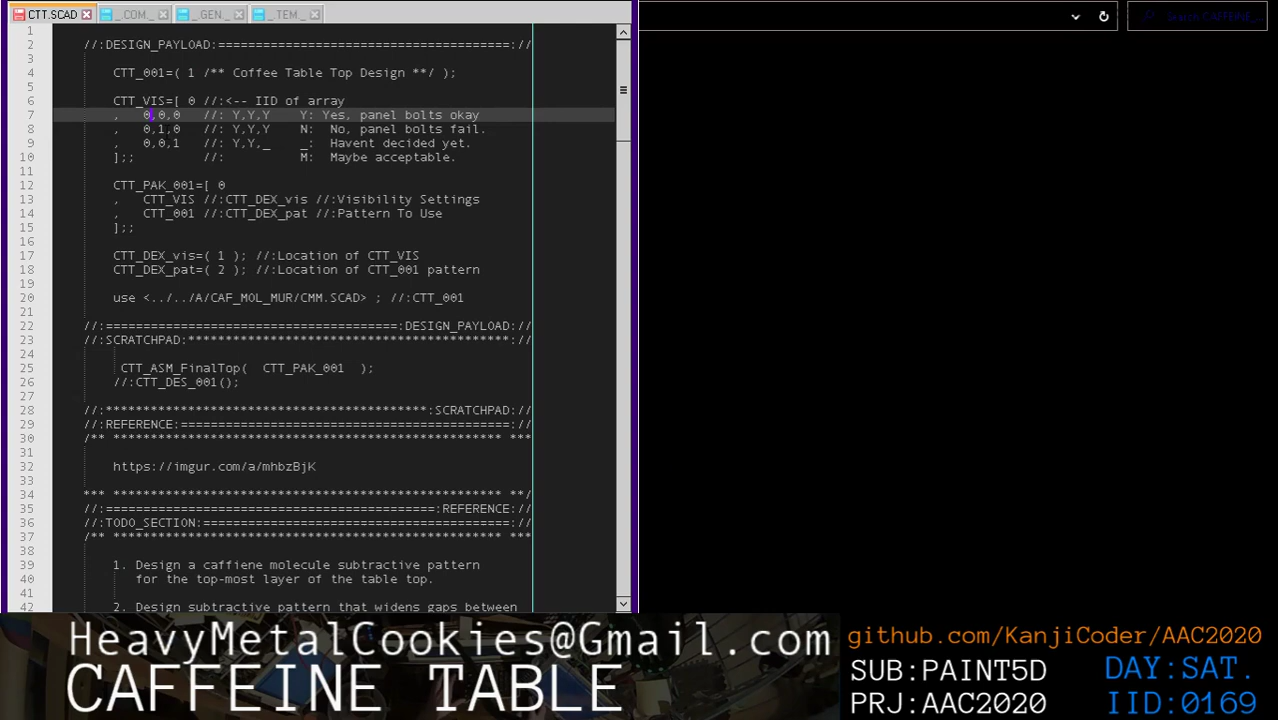 CTT.SCAD _COM_ _GEN_ _TEM_ Search CAFFEINE_...
1
2 //:DESIGN_PAYLOAD:=======================================://
3
4 CTT_001=( 1 /** Coffee Table Top Design **/ );
5
6 CTT_VIS=[ 0 //:<-- IID of array
7 , 0,0,0 //: Y,Y,Y Y: Yes, panel bolts okay
8 , 0,1,0 //: Y,Y,Y N: No, panel bolts fail.
9 , 0,0,1 //: Y,Y,_ _: Havent decided yet.
10 ];; //: M: Maybe acceptable.
11
12 CTT_PAK_001=[ 0
13 , CTT_VIS //:CTT_DEX_vis //:Visibility Settings
14 , CTT_001 //:CTT_DEX_pat //:Pattern To Use
15 ];;
16
17 CTT_DEX_vis=( 1 ); //:Location of CTT_VIS
18 CTT_DEX_pat=( 2 ); //:Location of CTT_001 pattern
19
20 use <../../A/CAF_MOL_MUR/CMM.SCAD> ; //:CTT_001
21
22 //:=======================================:DESIGN_PAYLOAD://
23 //:SCRATCHPAD:*******************************************://
24
25 CTT_ASM_FinalTop( CTT_PAK_001 );
26 //:CTT_DES_001();
27
28 //:*******************************************:SCRATCHPAD://
29 //:REFERENCE:============================================://
30 /** ***************************************************** ***
31
32 https://imgur.com/a/mhbzBjK
33
34 *** ***************************************************** **/
35 //:============================================:REFERENCE://
36 //:TODO_SECTION:=========================================://
37 /** ***************************************************** ***
38
39 1. Design a caffiene molecule subtractive pattern
40 for the top-most layer of the table top.
41
42 2. Design subtractive pattern that widens gaps between
HeavyMetalCookies@Gmail.com
CAFFEINE TABLE
github.com/KanjiCoder/AAC2020
SUB:PAINT5D DAY:SAT.
PRJ:AAC2020 IID:0169